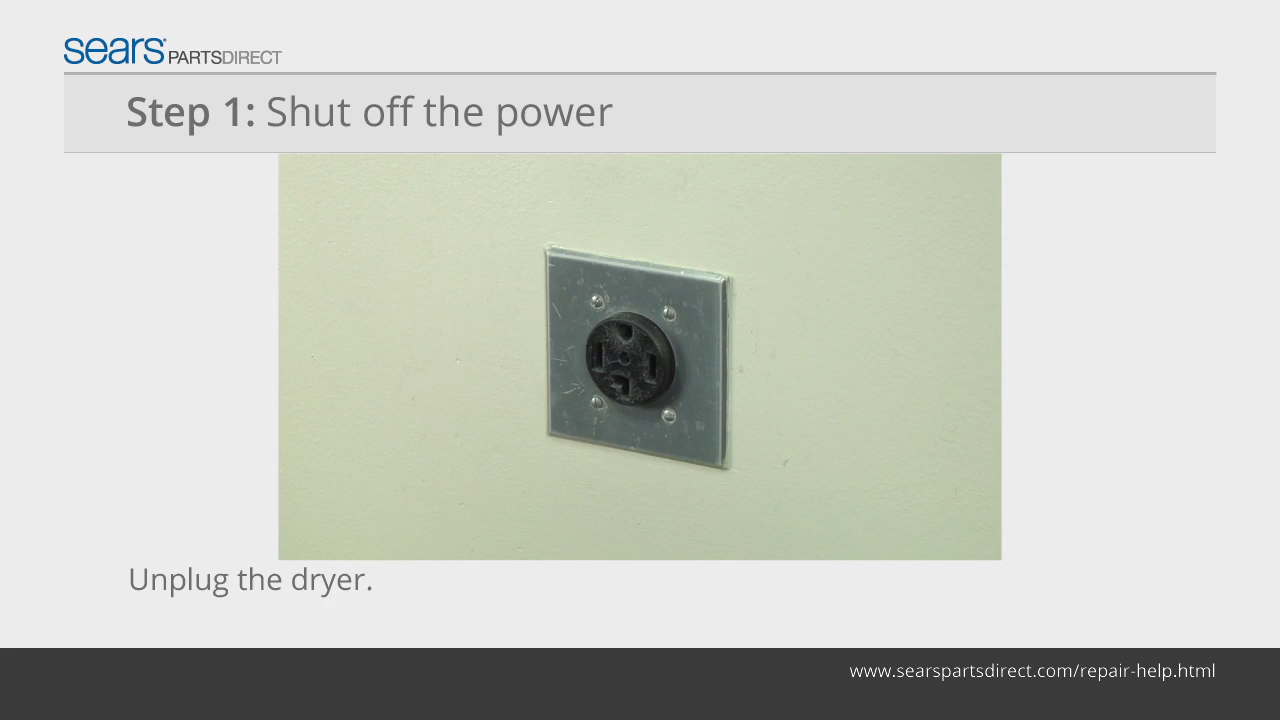 sears PARTSDIRECT
Step 1: Shut off the power
Unplug the dryer.
www.searspartsdirect.com/repair-help.html